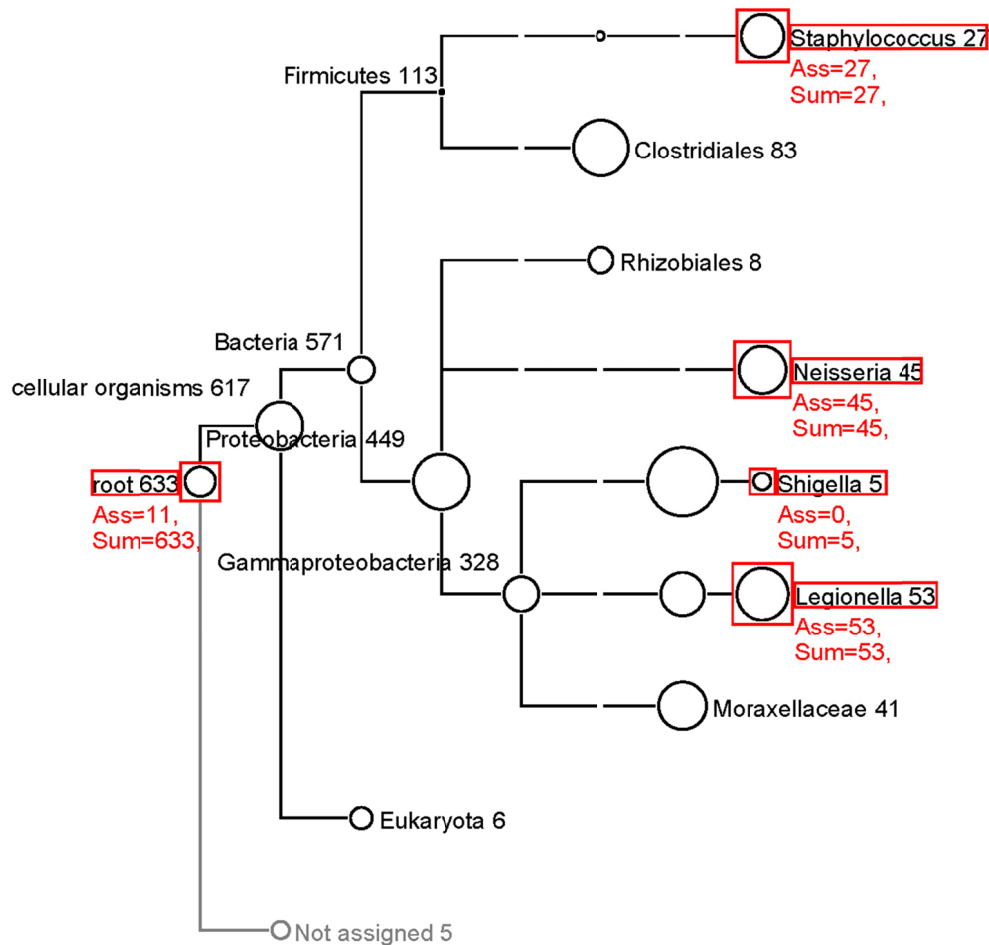 Staphylococcus 27
Ass=27,
Sum=27,
Firmicutes 113
Clostridiales 83
Rhizobiales 8
Bacteria 571
Neisseria 45
Ass=45,
Sum=45,
cellular organisms 617
Proteobacteria 449
root 633
Ass=11,
Sum=633,
Shigella 5
Ass=0,
Sum=5,
Gammaproteobacteria 328
Legionella 53
Ass=53,
Sum=53,
Moraxellaceae 41
Eukaryota 6
Not assigned 5